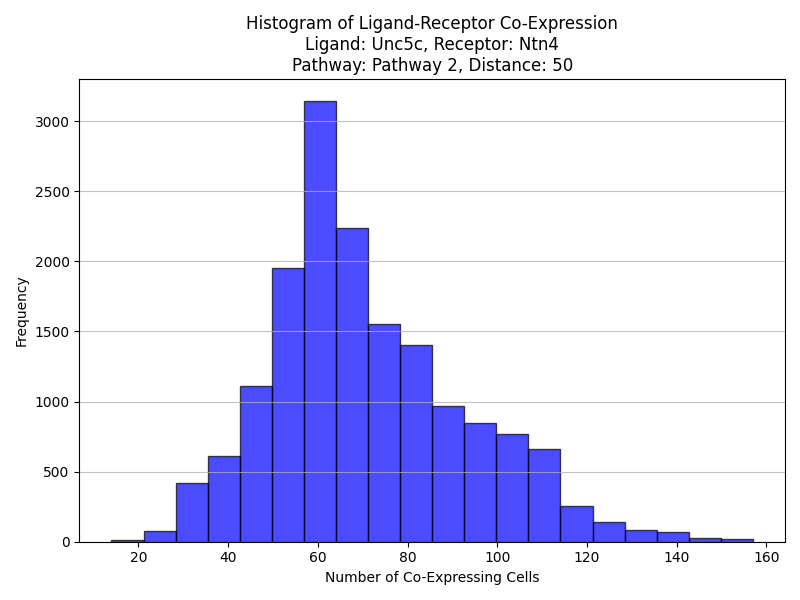 Histogram of Ligand-Receptor Co-Expression
Ligand: Unc5c, Receptor: Ntn4
Pathway: Pathway 2, Distance: 50
3000
2500
2000
1500
1000
500
0
Frequency
20 40 60 80 100 120 140 160
Number of Co-Expressing Cells